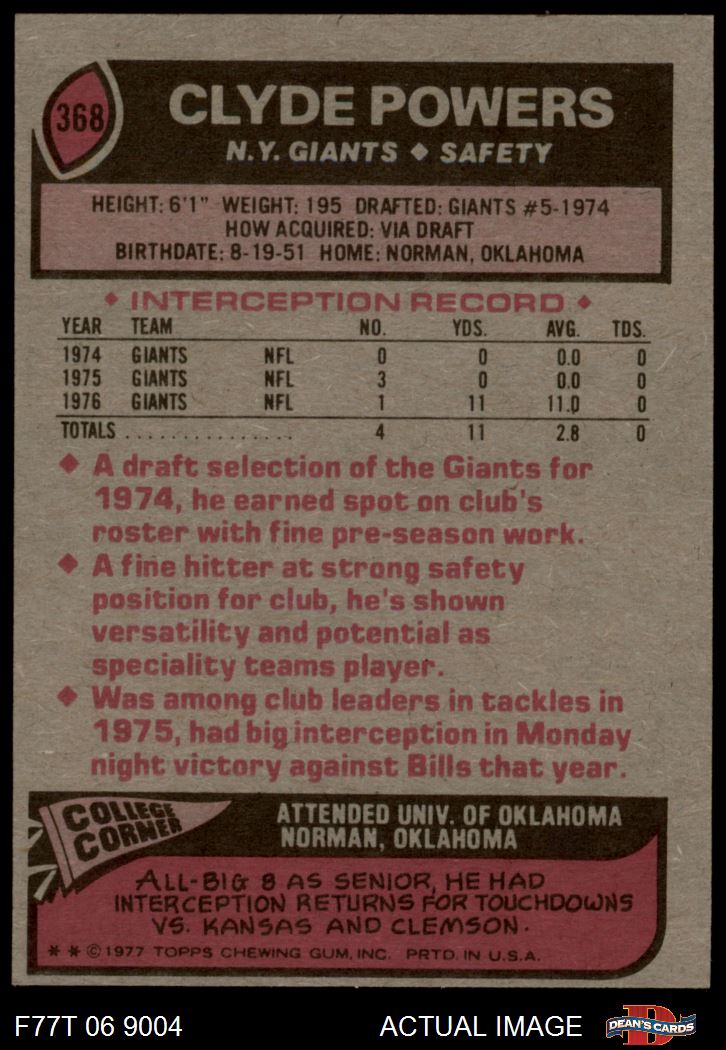 368
CLYDE POWERS
N.Y. GIANTS ◆ SAFETY
HEIGHT: 6'1" WEIGHT: 195 DRAFTED: GIANTS #5-1974
HOW ACQUIRED: VIA DRAFT
BIRTHDATE: 8-19-51 HOME: NORMAN, OKLAHOMA
◆ INTERCEPTION RECORD ◆
YEAR TEAM NO. YDS. AVG. TDS.
1974 GIANTS NFL 0 0 0.0 0
1975 GIANTS NFL 3 0 0.0 0
1976 GIANTS NFL 1 11 11.0 0
TOTALS . . . . . . . . . . . . . . . 4 11 2.8 0
◆ A draft selection of the Giants for
1974, he earned spot on club's
roster with fine pre-season work.
◆ A fine hitter at strong safety
position for club, he's shown
versatility and potential as
speciality teams player.
◆ Was among club leaders in tackles in
1975, had big interception in Monday
night victory against Bills that year.
COLLEGE
CORNER
ATTENDED UNIV. OF OKLAHOMA
NORMAN, OKLAHOMA
ALL-BIG 8 AS SENIOR, HE HAD
INTERCEPTION RETURNS FOR TOUCHDOWNS
VS. KANSAS AND CLEMSON.
* * © 1977 TOPPS CHEWING GUM, INC. PRTD. IN U.S.A.
F77T 06 9004 ACTUAL IMAGE
DEAN'S CARDS